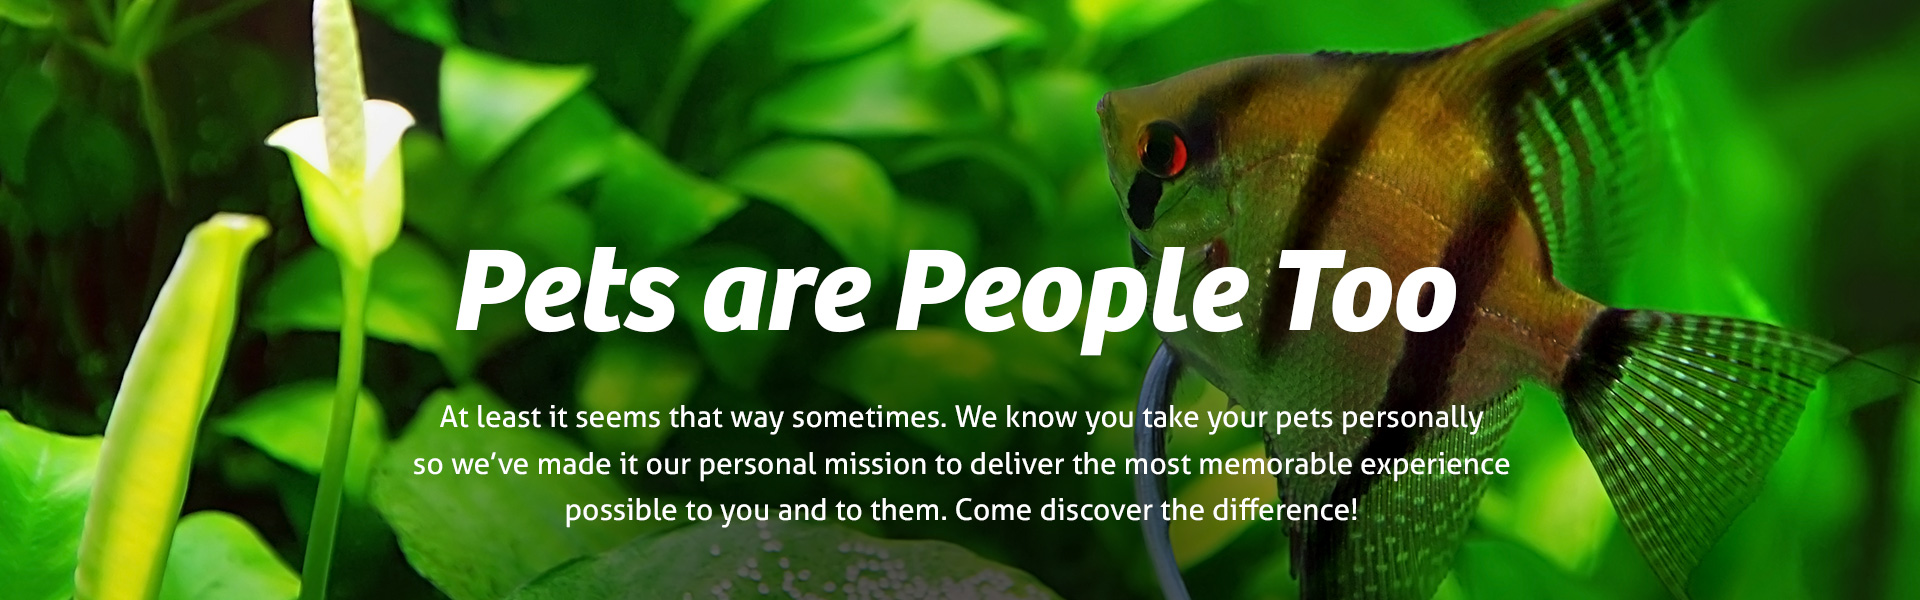 Pets are People Too
At least it seems that way sometimes. We know you take your pets personally
so we’ve made it our personal mission to deliver the most memorable experience
possible to you and to them. Come discover the difference!